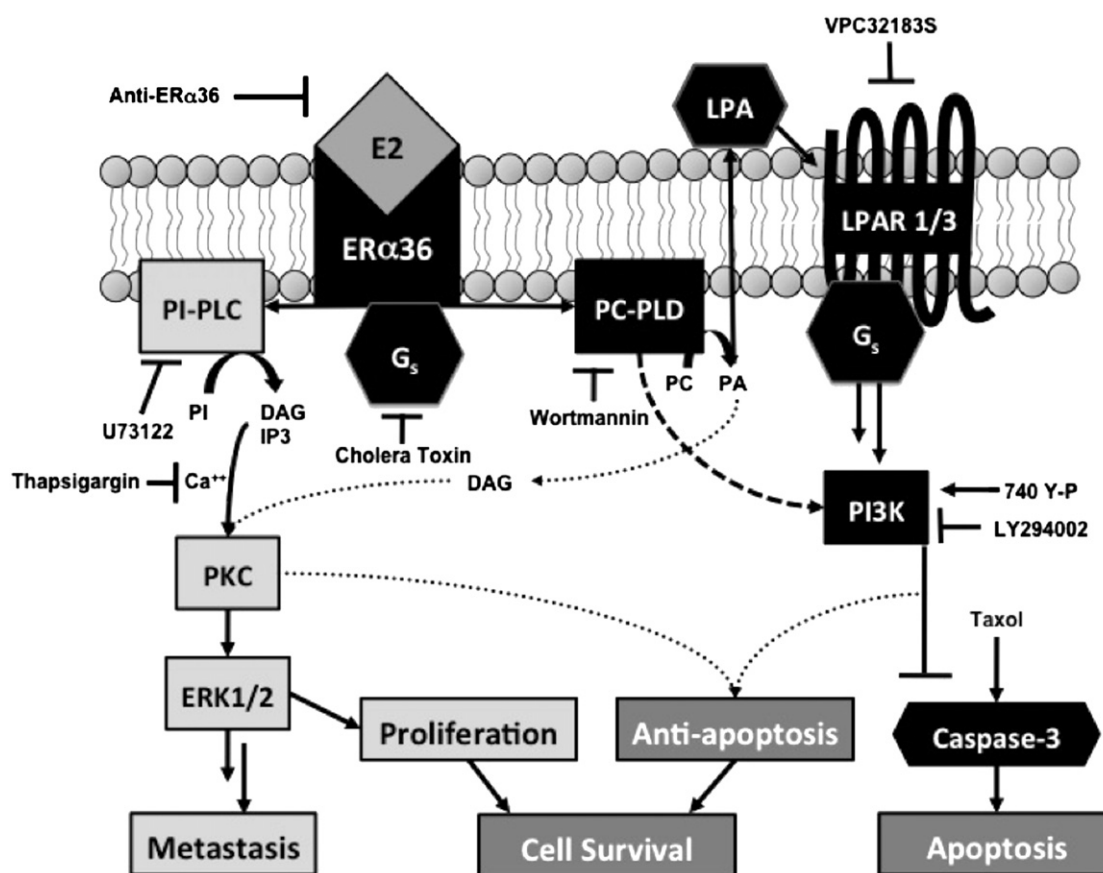 VPC32183S
Anti-ERα36
E2
LPA
ERα36
LPAR 1/3
PI-PLC
PC-PLD
Gs
Gs
PI
DAG
IP3
PC
PA
U73122
Wortmannin
Cholera Toxin
Thapsigargin
Ca++
DAG
740 Y-P
PI3K
LY294002
PKC
Taxol
ERK1/2
Proliferation
Anti-apoptosis
Caspase-3
Metastasis
Cell Survival
Apoptosis